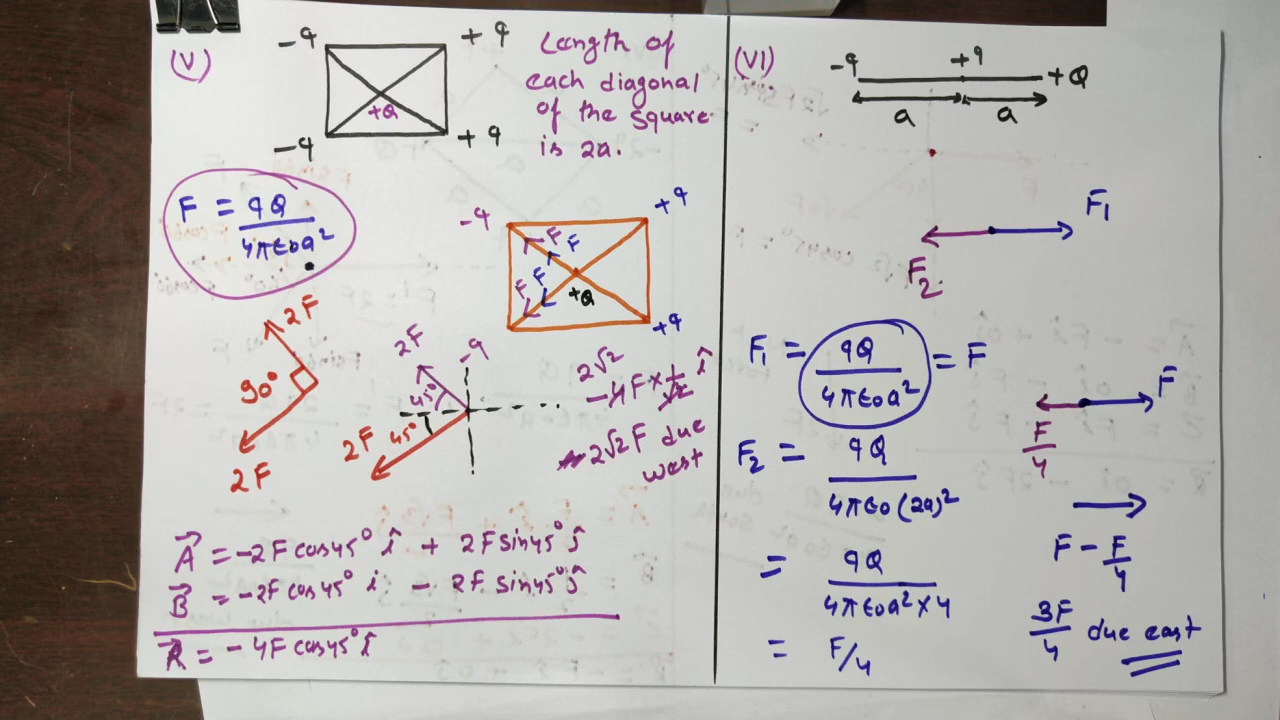 (V)
-q
+q
+Q
-q
+q
Length of
each diagonal
of the square
is 2a.
F = qQ
4πε0a²
-q
+q
F
F
F
F
+Q
+q
2F
90°
2F
2F
-q
45°
45°
2F
2√2
-4F × 1/√2 î
2√2F due
west
A = -2F cos45° î + 2F sin45° ĵ
B = -2F cos45° i - 2F sin45° ĵ
R = -4F cos45° î
(VI)
-q
+q
+Q
a
a
F1
F2
F1 = qQ = F
4πε0a²
F
F/4
F2 = qQ
4πε0(2a)²
= qQ
4πε0a²×4
= F/4
F - F/4
3F/4 due east